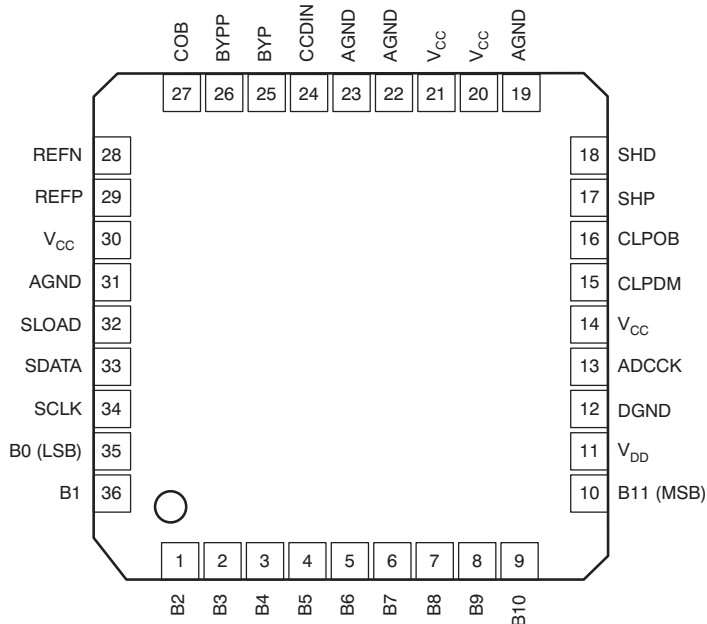 COB BYPP BYP CCDIN AGND AGND VCC VCC AGND
27 26 25 24 23 22 21 20 19
REFN 28 18 SHD
REFP 29 17 SHP
VCC 30 16 CLPOB
AGND 31 15 CLPDM
SLOAD 32 14 VCC
SDATA 33 13 ADCCK
SCLK 34 12 DGND
B0 (LSB) 35 11 VDD
B1 36 10 B11 (MSB)
1 2 3 4 5 6 7 8 9
B2 B3 B4 B5 B6 B7 B8 B9 B10